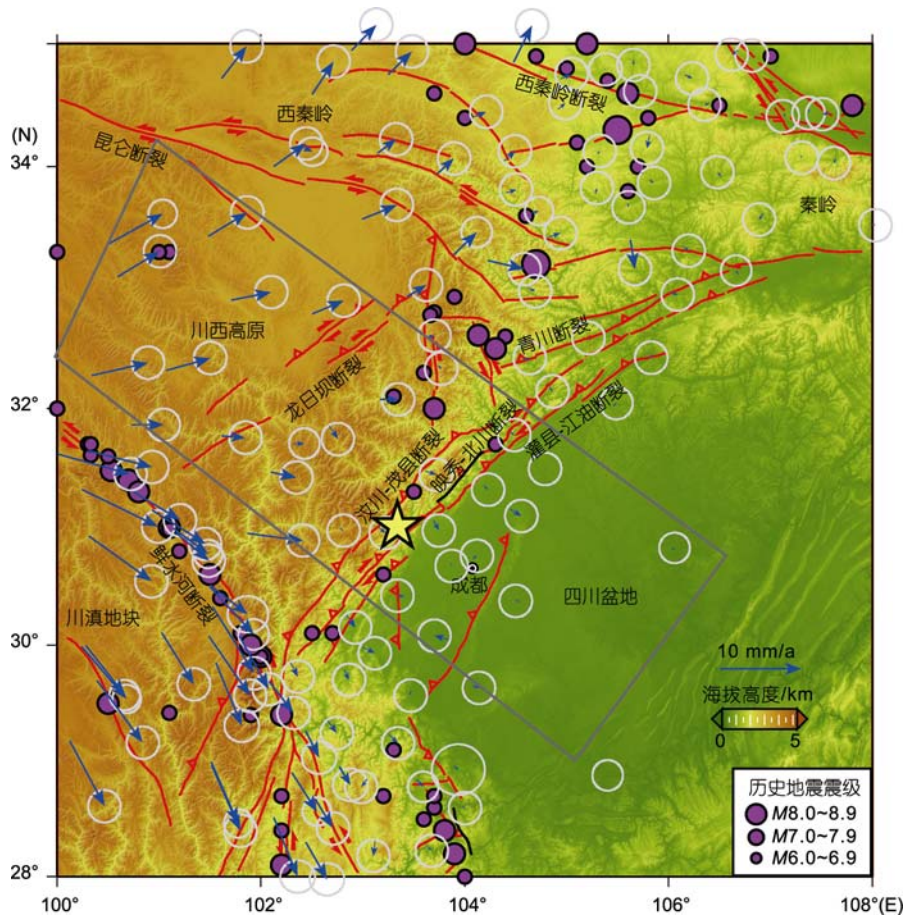 (N)
34°
32°
30°
28°
100°
102°
104°
106°
108°(E)
西秦岭
西秦岭断裂
昆仑断裂
秦岭
川西高原
青川断裂
龙日坝断裂
灌县-江油断裂
映秀-北川断裂
汶川-茂县断裂
鲜水河断裂
成都
四川盆地
川滇地块
10 mm/a
海拔高度/km
0 5
历史地震震级
M8.0~8.9
M7.0~7.9
M6.0~6.9